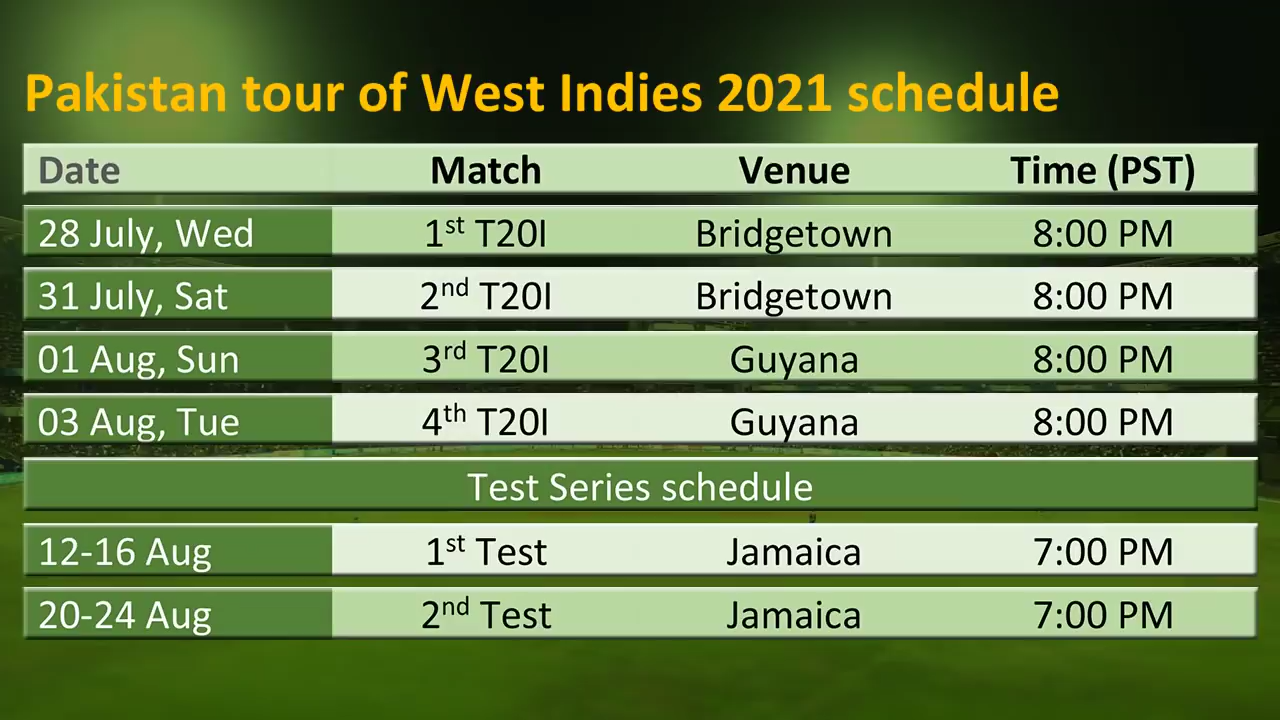 Pakistan tour of West Indies 2021 schedule
Date Match Venue Time (PST)
28 July, Wed 1st T20I Bridgetown 8:00 PM
31 July, Sat 2nd T20I Bridgetown 8:00 PM
01 Aug, Sun 3rd T20I Guyana 8:00 PM
03 Aug, Tue 4th T20I Guyana 8:00 PM
Test Series schedule
12-16 Aug 1st Test Jamaica 7:00 PM
20-24 Aug 2nd Test Jamaica 7:00 PM